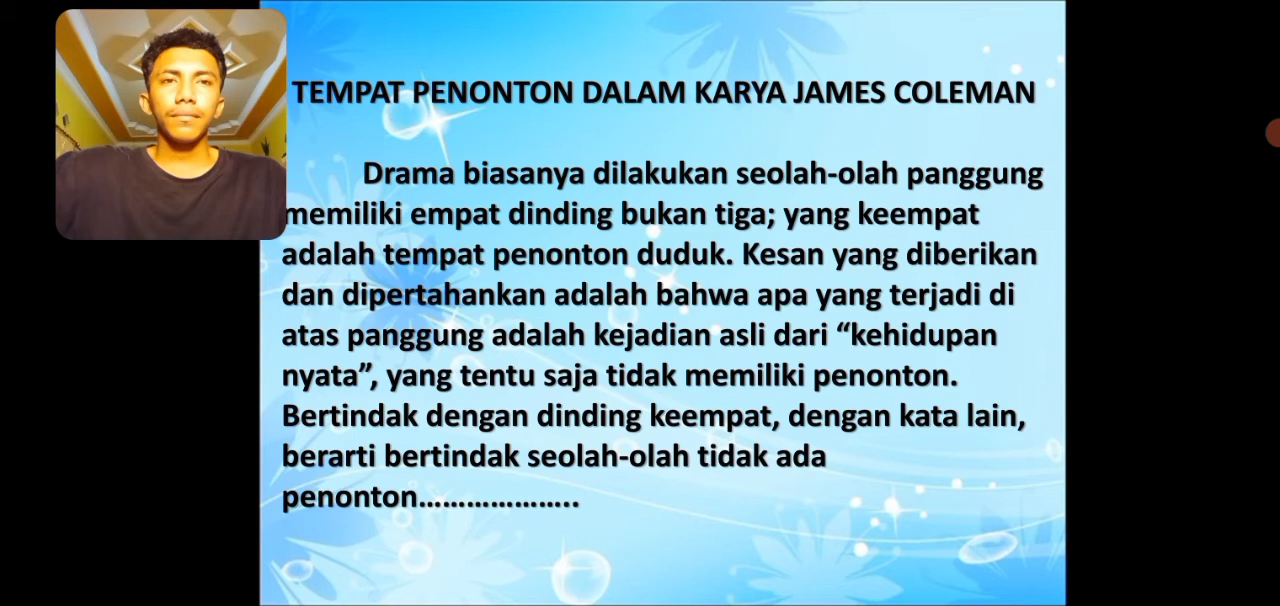 TEMPAT PENONTON DALAM KARYA JAMES COLEMAN
Drama biasanya dilakukan seolah-olah panggung
memiliki empat dinding bukan tiga; yang keempat
adalah tempat penonton duduk. Kesan yang diberikan
dan dipertahankan adalah bahwa apa yang terjadi di
atas panggung adalah kejadian asli dari “kehidupan
nyata”, yang tentu saja tidak memiliki penonton.
Bertindak dengan dinding keempat, dengan kata lain,
berarti bertindak seolah-olah tidak ada
penonton………………..